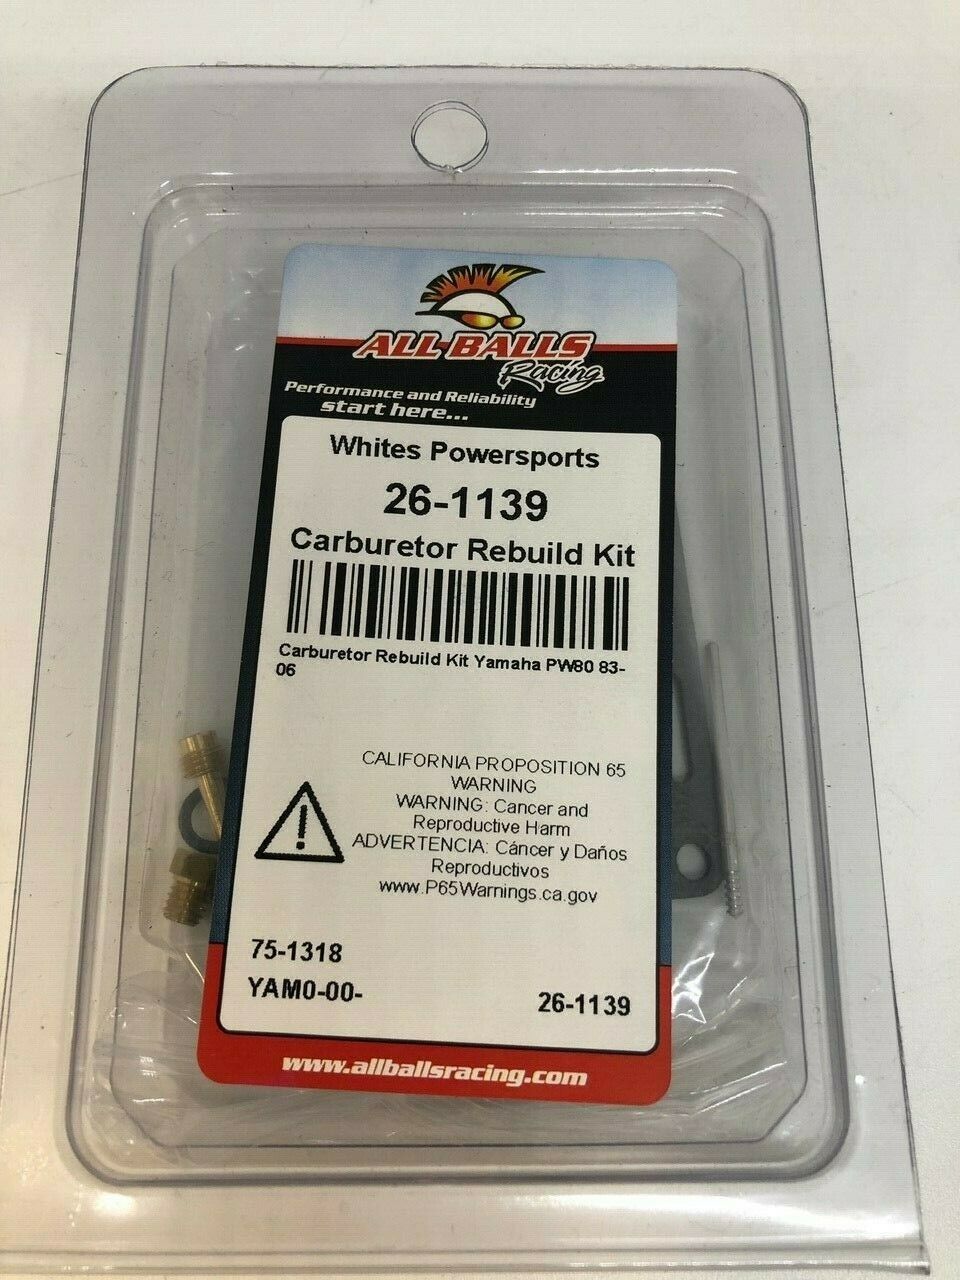 ALL BALLS
Racing
Performance and Reliability
start here...
Whites Powersports
26-1139
Carburetor Rebuild Kit
Carburetor Rebuild Kit Yamaha PW80 83-
06
CALIFORNIA PROPOSITION 65
WARNING
WARNING: Cancer and
Reproductive Harm
ADVERTENCIA: Cáncer y Daños
Reproductivos
www.P65Warnings.ca.gov
75-1318
YAM0-00-
26-1139
www.allballsracing.com